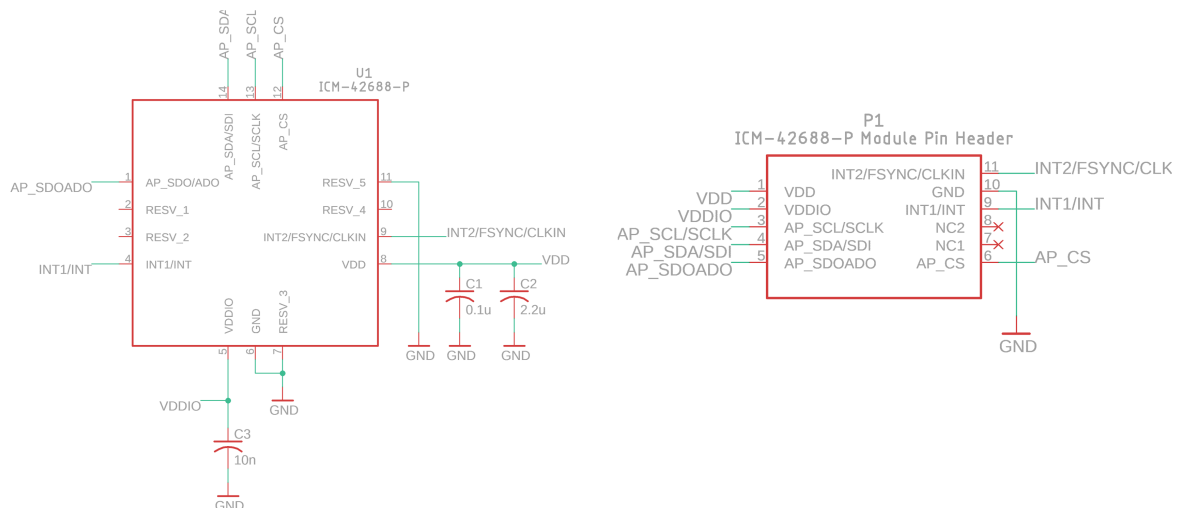 AP_SDA
AP_SCL
AP_CS
U1
ICM-42688-P
14
13
12
AP_SDA/SDI
AP_SCL/SCLK
AP_CS
AP_SDOADO
1
AP_SDO/ADO
2
RESV_1
3
RESV_2
INT1/INT
4
INT1/INT
RESV_5
11
RESV_4
10
INT2/FSYNC/CLKIN
9
INT2/FSYNC/CLKIN
VDD
8
VDD
C1
0.1u
C2
2.2u
GND
GND
GND
VDDIO
GND
RESV_3
5
6
7
GND
VDDIO
C3
10n
GND
P1
ICM-42688-P Module Pin Header
VDD
1
VDD
VDDIO
2
VDDIO
AP_SCL/SCLK
3
AP_SCL/SCLK
AP_SDA/SDI
4
AP_SDA/SDI
AP_SDOADO
5
AP_SDOADO
INT2/FSYNC/CLKIN
11
INT2/FSYNC/CLK
GND
10
INT1/INT
9
INT1/INT
NC2
8
NC1
7
AP_CS
6
AP_CS
GND